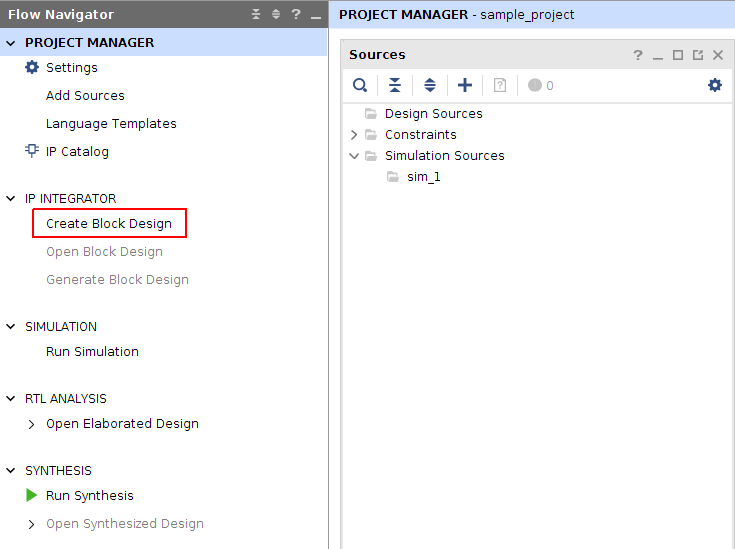 Flow Navigator
PROJECT MANAGER
Settings
Add Sources
Language Templates
IP Catalog
IP INTEGRATOR
Create Block Design
Open Block Design
Generate Block Design
SIMULATION
Run Simulation
RTL ANALYSIS
Open Elaborated Design
SYNTHESIS
Run Synthesis
Open Synthesized Design
PROJECT MANAGER - sample_project
Sources
0
Design Sources
Constraints
Simulation Sources
sim_1